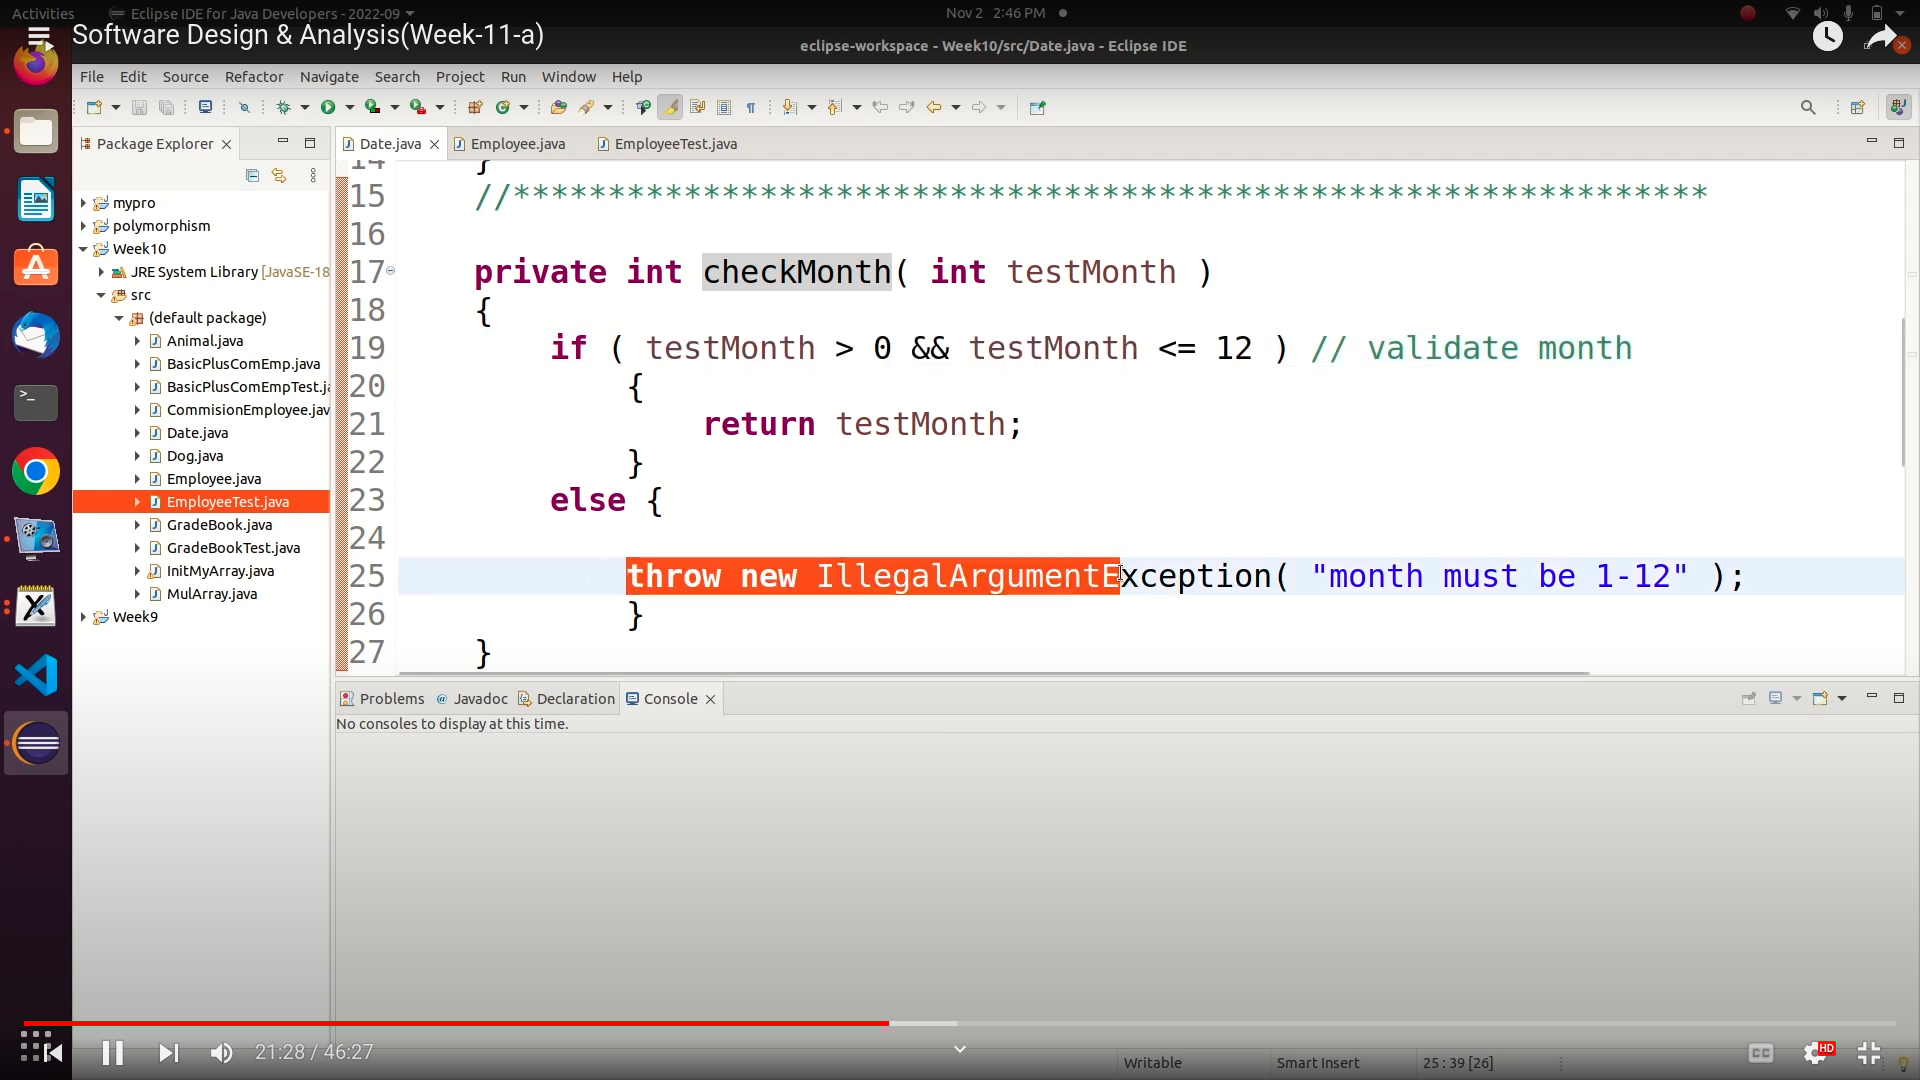 Activities
Eclipse IDE for Java Developers - 2022-09
Nov 2 2:46 PM
Software Design & Analysis(Week-11-a)
eclipse-workspace - Week10/src/Date.java - Eclipse IDE
File Edit Source Refactor Navigate Search Project Run Window Help
Package Explorer
Date.java
Employee.java
EmployeeTest.java
mypro
polymorphism
Week10
JRE System Library [JavaSE-18
src
(default package)
Animal.java
BasicPlusComEmp.java
BasicPlusComEmpTest.ja
CommisionEmployee.jav
Date.java
Dog.java
Employee.java
EmployeeTest.java
GradeBook.java
GradeBookTest.java
InitMyArray.java
MulArray.java
Week9
14 }
15 //***************************************************************
16
17 private int checkMonth( int testMonth )
18 {
19 if ( testMonth > 0 && testMonth <= 12 ) // validate month
20 {
21 return testMonth;
22 }
23 else {
24
25 throw new IllegalArgumentException( "month must be 1-12" );
26 }
27 }
Problems @ Javadoc Declaration Console
No consoles to display at this time.
21:28 / 46:27
Writable
Smart Insert
25 : 39 [26]
CC
HD